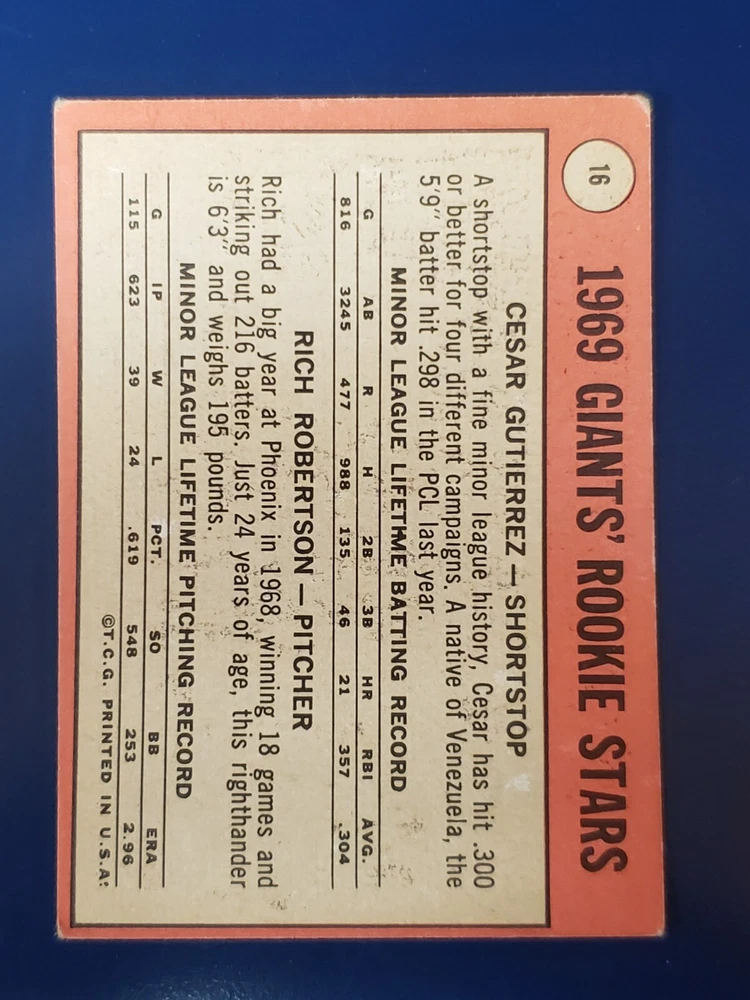 16
1969 GIANTS' ROOKIE STARS
CESAR GUTIERREZ — SHORTSTOP
A shortstop with a fine minor league history, Cesar has hit .300
or better for four different campaigns. A native of Venezuela, the
5'9" batter hit .298 in the PCL last year.
MINOR LEAGUE LIFETIME BATTING RECORD
G AB R H 2B 3B HR RBI AVG.
816 3245 477 988 135 46 21 357 .304
RICH ROBERTSON — PITCHER
Rich had a big year at Phoenix in 1968, winning 18 games and
striking out 216 batters. Just 24 years of age, this righthander
is 6'3" and weighs 195 pounds.
MINOR LEAGUE LIFETIME PITCHING RECORD
G IP W L PCT. SO BB ERA
115 623 39 24 .619 548 253 2.96
©T.C.G. PRINTED IN U.S.A.